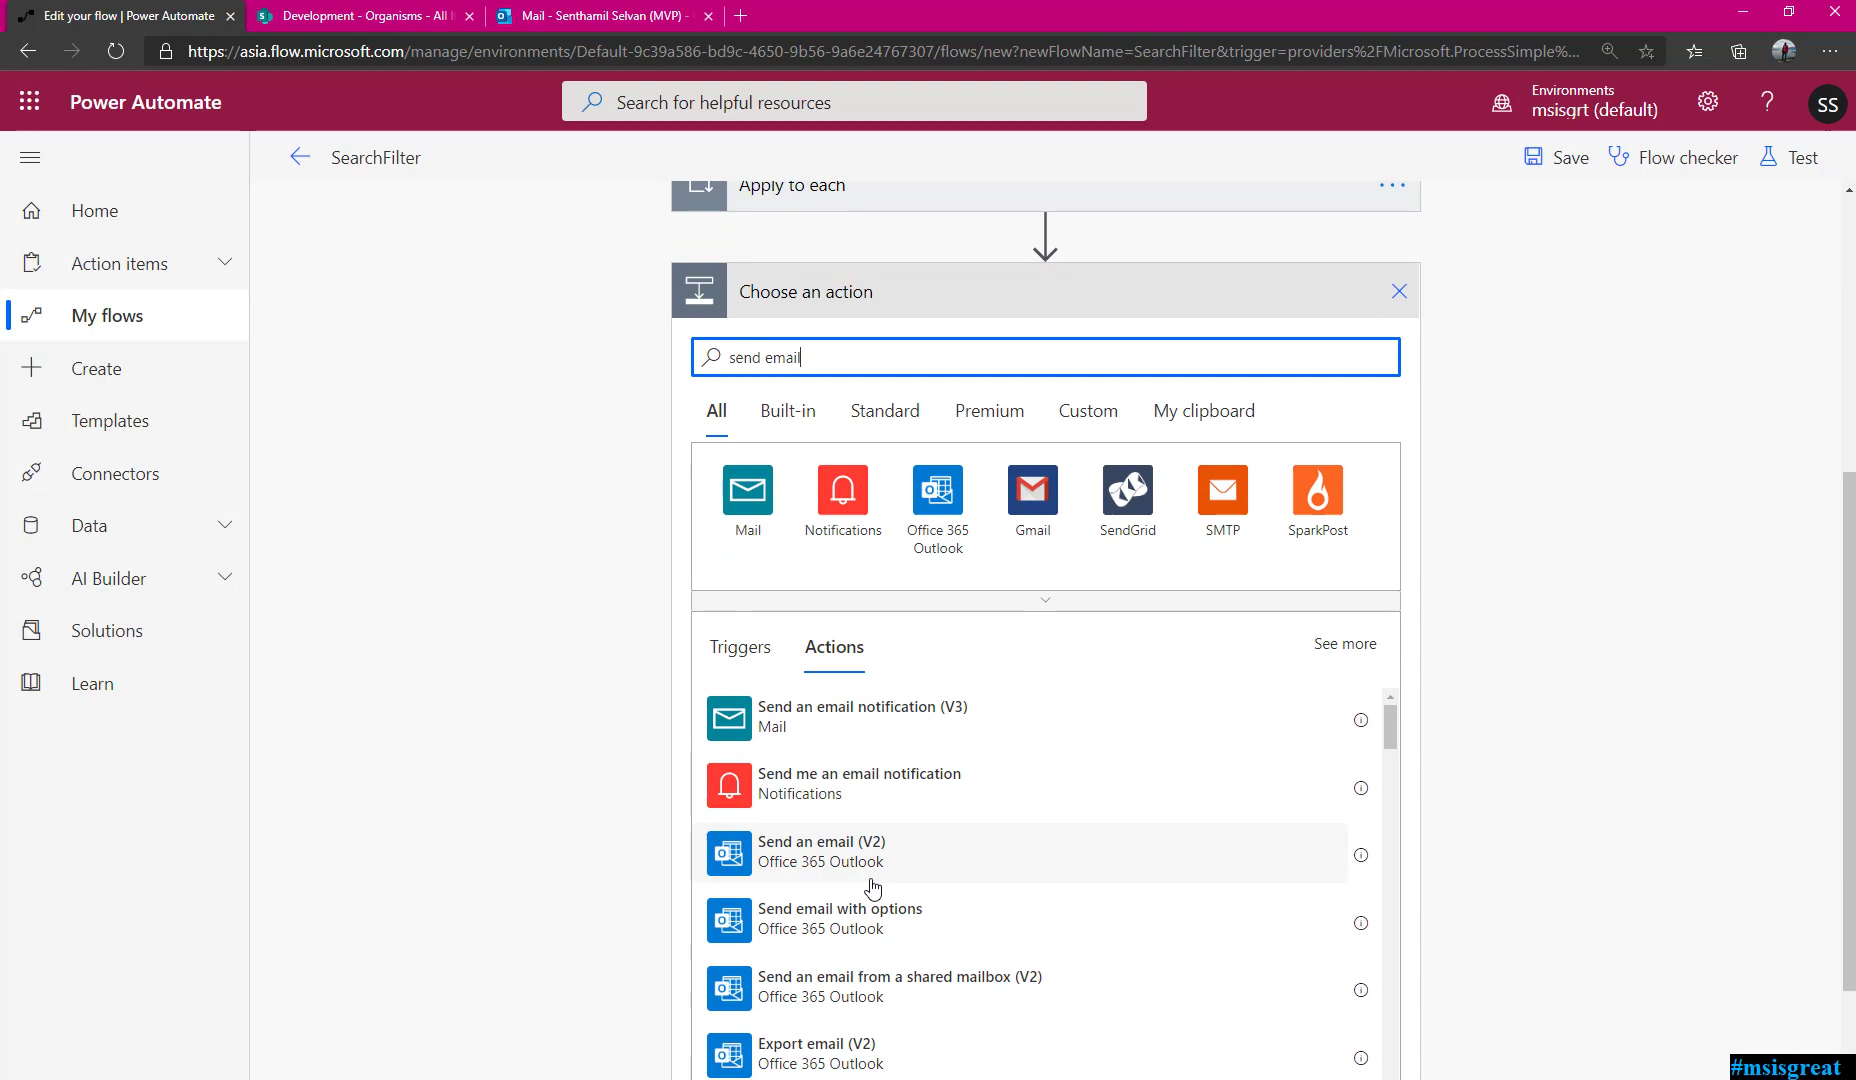 Edit your flow | Power Automate
Development - Organisms - All
Mail - Senthamil Selvan (MVP) -
https://asia.flow.microsoft.com/manage/environments/Default-9c39a586-bd9c-4650-9b56-9a6e24767307/flows/new?newFlowName=SearchFilter&trigger=providers%2FMicrosoft.ProcessSimple%...
Power Automate
Search for helpful resources
Environments
msisgrt (default)
SS
SearchFilter
Save
Flow checker
Test
Home
Action items
My flows
Create
Templates
Connectors
Data
AI Builder
Solutions
Learn
Apply to each
Choose an action
send email
All
Built-in
Standard
Premium
Custom
My clipboard
Mail
Notifications
Office 365
Outlook
Gmail
SendGrid
SMTP
SparkPost
Triggers
Actions
See more
Send an email notification (V3)
Mail
Send me an email notification
Notifications
Send an email (V2)
Office 365 Outlook
Send email with options
Office 365 Outlook
Send an email from a shared mailbox (V2)
Office 365 Outlook
Export email (V2)
Office 365 Outlook
#msisgreat